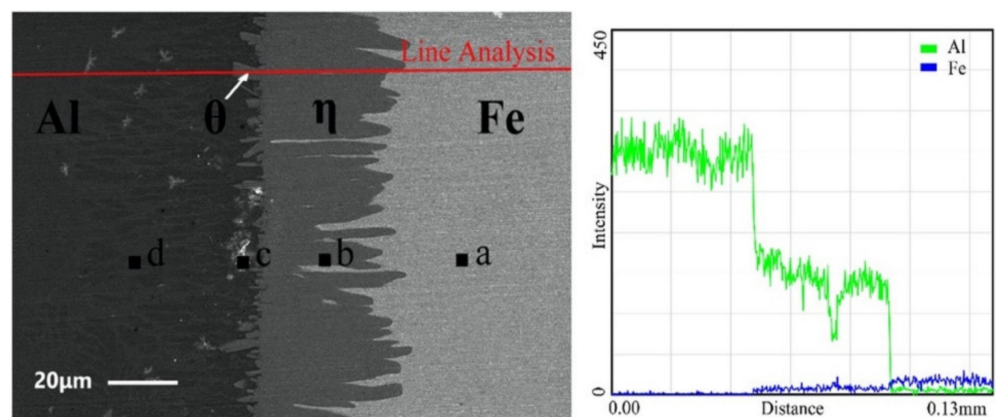 Line Analysis
Al θ η Fe
d c b a
20μm
450
Intensity
0
Al
Fe
0.00 Distance 0.13mm